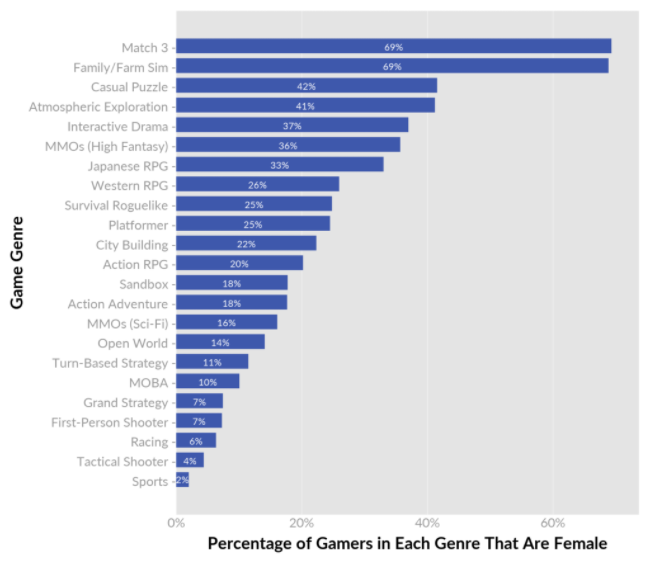 Match 3 69%
Family/Farm Sim 69%
Casual Puzzle 42%
Atmospheric Exploration 41%
Interactive Drama 37%
MMOs (High Fantasy) 36%
Japanese RPG 33%
Western RPG 26%
Survival Roguelike 25%
Platformer 25%
City Building 22%
Action RPG 20%
Sandbox 18%
Action Adventure 18%
MMOs (Sci-Fi) 16%
Open World 14%
Turn-Based Strategy 11%
MOBA 10%
Grand Strategy 7%
First-Person Shooter 7%
Racing 6%
Tactical Shooter 4%
Sports 2%
Game Genre
0% 20% 40% 60%
Percentage of Gamers in Each Genre That Are Female